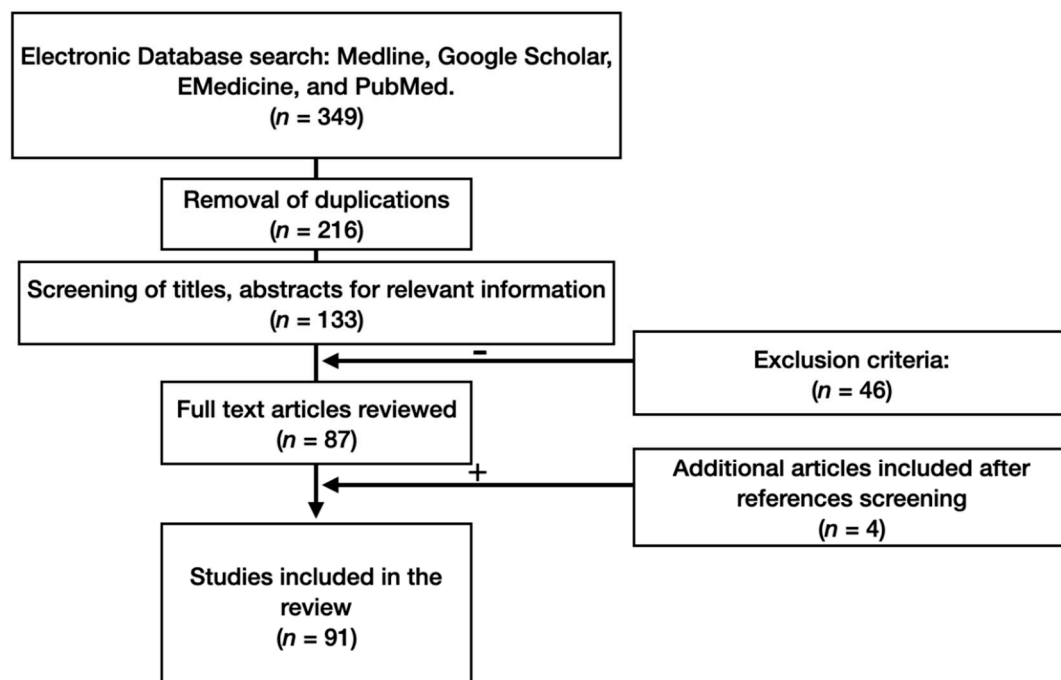 Electronic Database search: Medline, Google Scholar,
EMedicine, and PubMed.
(n = 349)
Removal of duplications
(n = 216)
Screening of titles, abstracts for relevant information
(n = 133)
-
Exclusion criteria:
(n = 46)
Full text articles reviewed
(n = 87)
+
Additional articles included after
references screening
(n = 4)
Studies included in the
review
(n = 91)